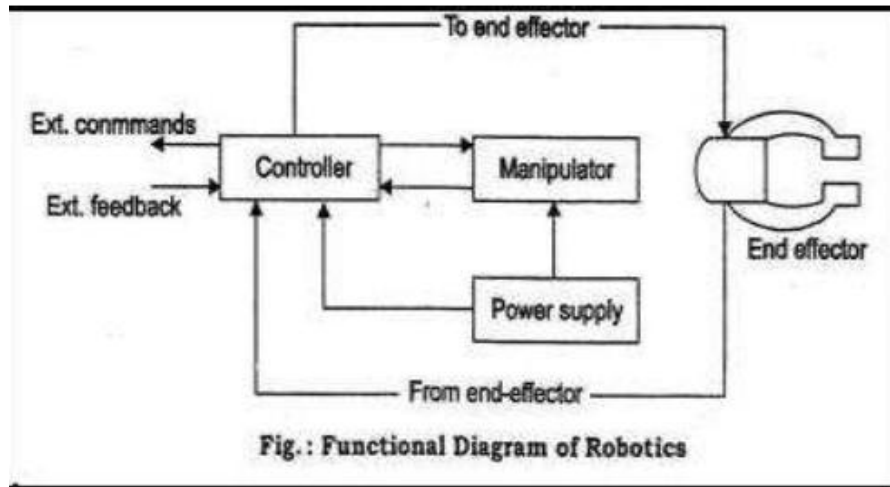 To end effector
Ext. conmmands
Controller
Manipulator
Ext. feedback
End effector
Power supply
From end-effector
Fig.: Functional Diagram of Robotics